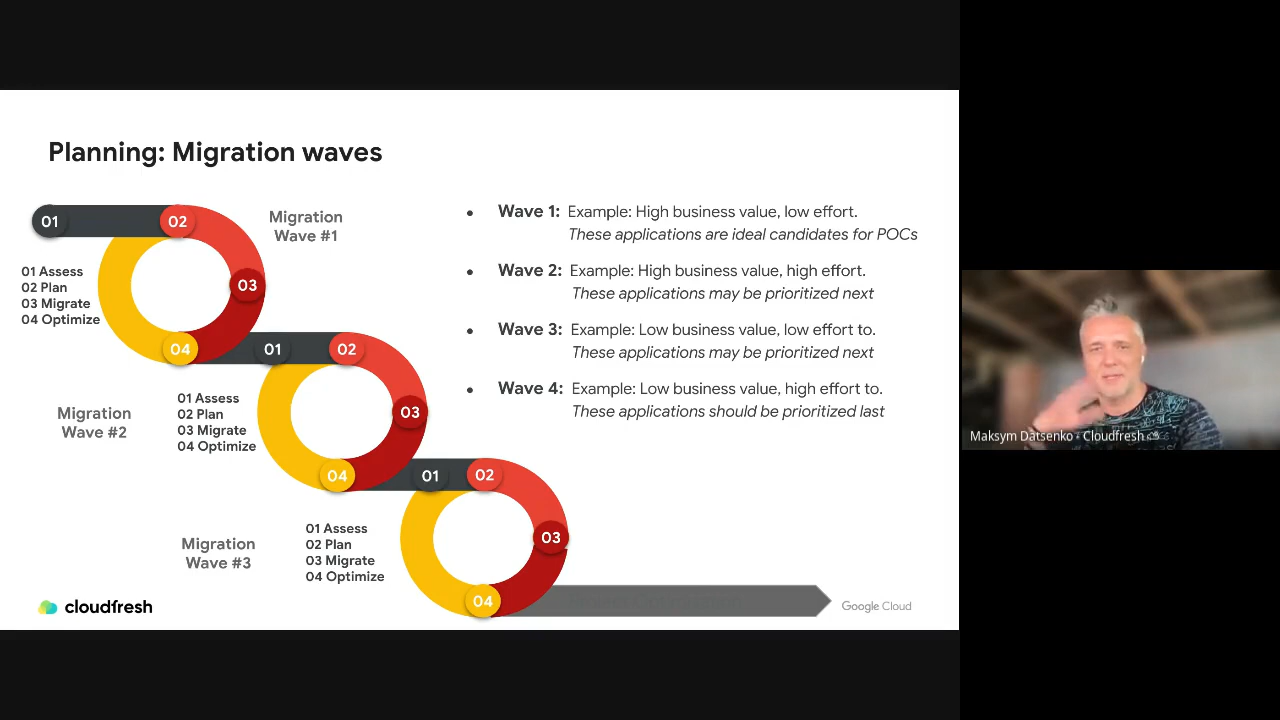 Planning: Migration waves
01
02
Migration
Wave #1
03
01 Assess
02 Plan
03 Migrate
04 Optimize
04
01
02
Migration
Wave #2
01 Assess
02 Plan
03 Migrate
04 Optimize
03
04
01
02
Migration
Wave #3
01 Assess
02 Plan
03 Migrate
04 Optimize
03
04
Wave 1: Example: High business value, low effort.
These applications are ideal candidates for POCs
Wave 2: Example: High business value, high effort.
These applications may be prioritized next
Wave 3: Example: Low business value, low effort to.
These applications may be prioritized next
Wave 4: Example: Low business value, high effort to.
These applications should be prioritized last
cloudfresh
Google Cloud
Maksym Datsenko - Cloudfresh